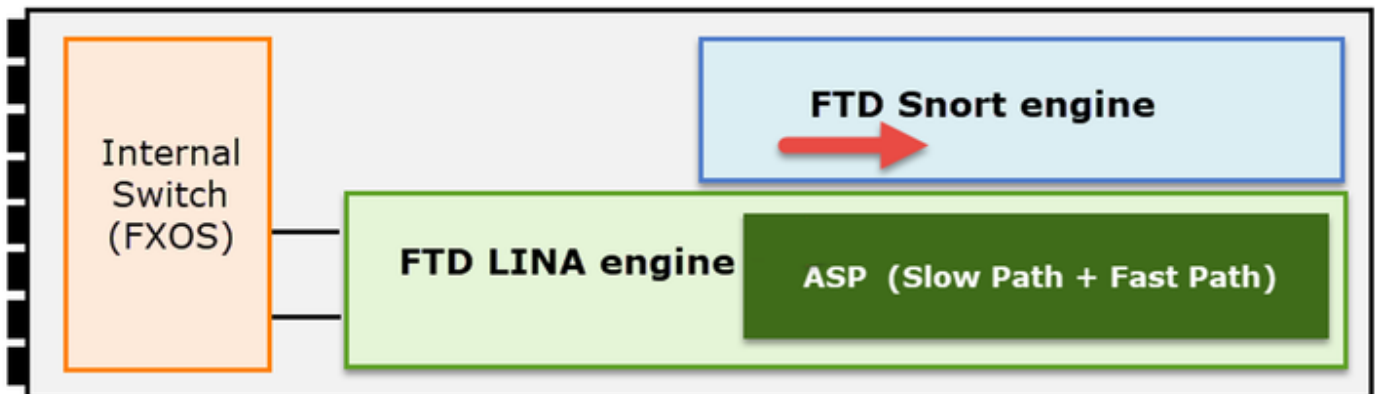 Internal
Switch
(FXOS)
FTD Snort engine
FTD LINA engine
ASP (Slow Path + Fast Path)